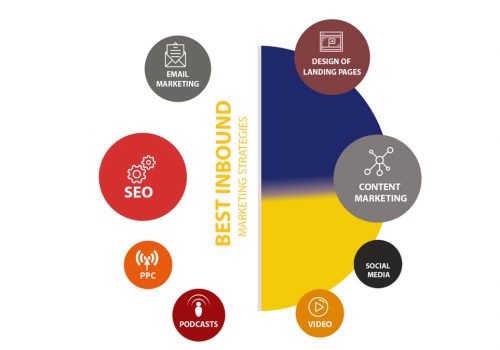 EMAIL
MARKETING
DESIGN OF
LANDING PAGES
BEST INBOUND
MARKETING STRATEGIES
SEO
CONTENT
MARKETING
PPC
SOCIAL
MEDIA
PODCASTS
VIDEO